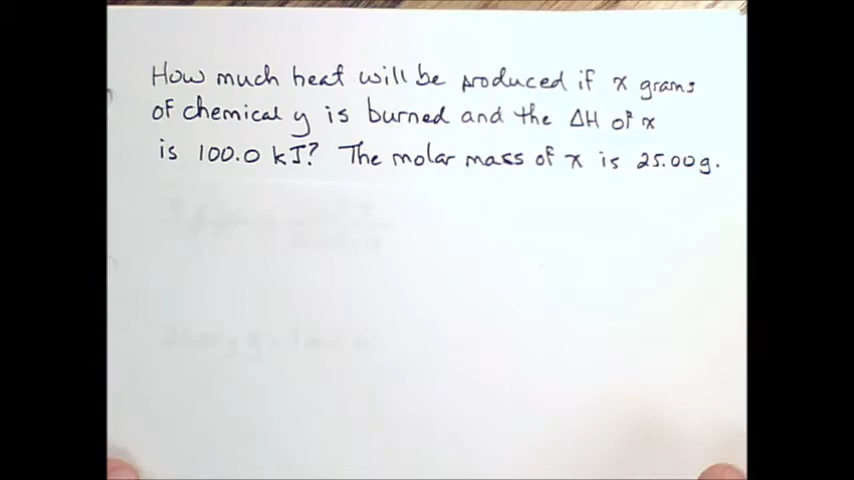 How much heat will be produced if x grams
of chemical y is burned and the ΔH of x
is 100.0 kJ? The molar mass of x is 25.00g.